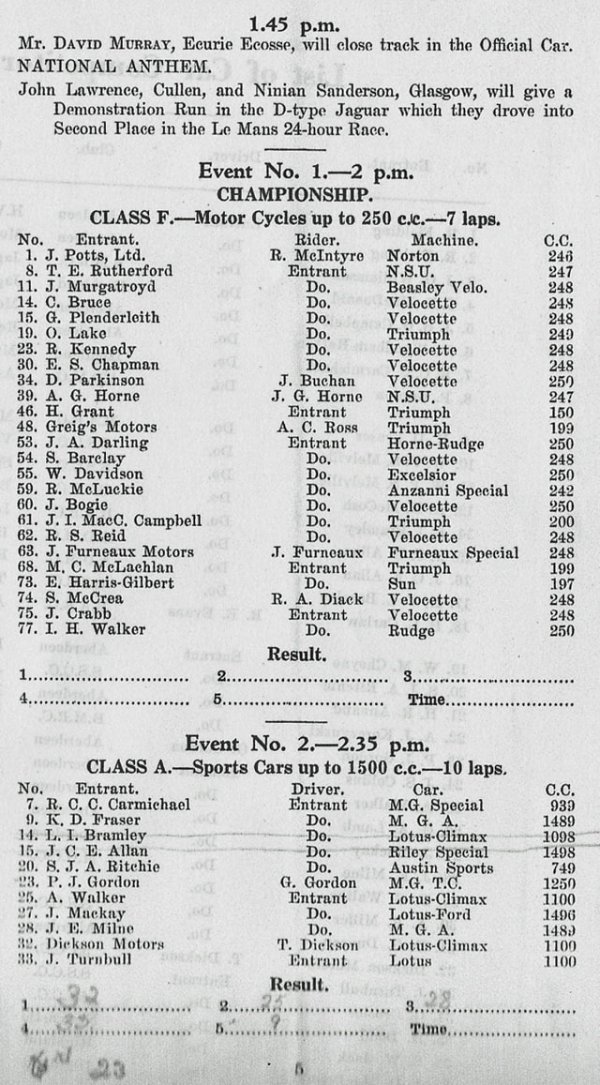 1.45 p.m.
Mr. DAVID MURRAY, Ecurie Ecosse, will close track in the Official Car.
NATIONAL ANTHEM.
John Lawrence, Cullen, and Ninian Sanderson, Glasgow, will give a
Demonstration Run in the D-type Jaguar which they drove into
Second Place in the Le Mans 24-hour Race.
Event No. 1.—2 p.m.
CHAMPIONSHIP.
CLASS F.—Motor Cycles up to 250 c.c.—7 laps.
No. Entrant. Rider. Machine. C.C.
1. J. Potts, Ltd. R. McIntyre Norton 246
8. T. E. Rutherford Entrant N.S.U. 247
11. J. Murgatroyd Do. Beasley Velo. 248
14. C. Bruce Do. Velocette 248
15. G. Plenderleith Do. Velocette 248
19. O. Lake Do. Triumph 249
23. R. Kennedy Do. Velocette 248
30. E. S. Chapman Do. Velocette 248
34. D. Parkinson J. Buchan Velocette 250
39. A. G. Horne J. G. Horne N.S.U. 247
46. H. Grant Entrant Triumph 150
48. Greig's Motors A. C. Ross Triumph 199
53. J. A. Darling Entrant Horne-Rudge 250
54. S. Barclay Do. Velocette 248
55. W. Davidson Do. Excelsior 250
59. R. McLuckie Do. Anzanni Special 242
60. J. Bogie Do. Velocette 250
61. J. I. MacC. Campbell Do. Triumph 200
62. R. S. Reid Do. Velocette 248
63. J. Furneaux Motors J. Furneaux Furneaux Special 248
68. M. C. McLachlan Entrant Triumph 199
73. E. Harris-Gilbert Do. Sun 197
74. S. McCrea R. A. Diack Velocette 248
75. J. Crabb Entrant Velocette 248
77. I. H. Walker Do. Rudge 250
Result.
1.............................. 2.............................. 3..............................
4.............................. 5.............................. Time.........................
Event No. 2.—2.35 p.m.
CLASS A.—Sports Cars up to 1500 c.c.—10 laps.
No. Entrant. Driver. Car. C.C.
7. R. C. C. Carmichael Entrant M.G. Special 939
9. K. D. Fraser Do. M. G. A. 1489
14. L. I. Bramley Do. Lotus-Climax 1098
15. J. C. E. Allan Do. Riley Special 1498
20. S. J. A. Ritchie Do. Austin Sports 749
23. P. J. Gordon G. Gordon M.G. T.C. 1250
25. A. Walker Entrant Lotus-Climax 1100
27. J. Mackay Do. Lotus-Ford 1496
28. J. E. Milne Do. M. G. A. 1489
32. Dickson Motors T. Dickson Lotus-Climax 1100
33. J. Turnbull Entrant Lotus 1100
Result.
1.......32....... 2.......25....... 3.......28.......
4.......33....... 5.......9....... Time.........................
23
5